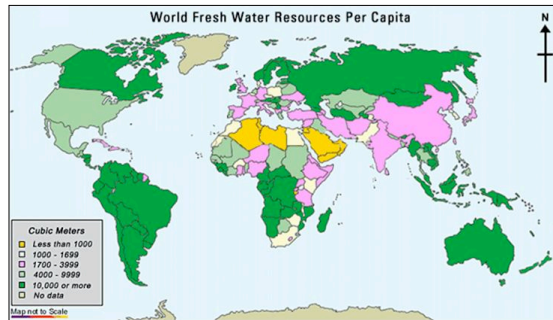 World Fresh Water Resources Per Capita
N
Cubic Meters
Less than 1000
1000 - 1699
1700 - 3999
4000 - 9999
10,000 or more
No data
Map not to Scale